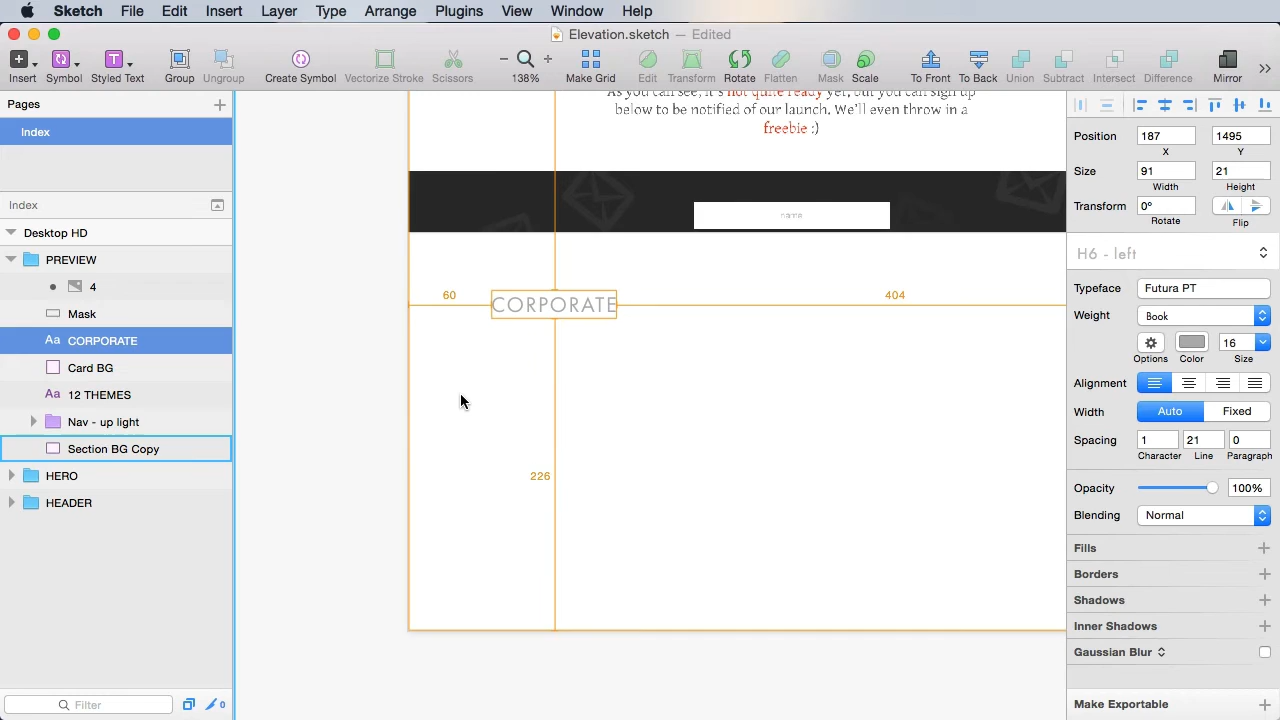 Sketch File Edit Insert Layer Type Arrange Plugins View Window Help
Elevation.sketch — Edited
Insert Symbol Styled Text Group Ungroup Create Symbol Vectorize Stroke Scissors 138% Make Grid Edit Transform Rotate Flatten Mask Scale To Front To Back Union Subtract Intersect Difference Mirror
Pages
Index
Index
Desktop HD
PREVIEW
4
Mask
Aa CORPORATE
Card BG
Aa 12 THEMES
Nav - up light
Section BG Copy
HERO
HEADER
Filter
0
As you can see, it's not quite ready yet, but you can sign up
below to be notified of our launch. We'll even throw in a
freebie :)
name
60
CORPORATE
404
226
Position 187 1495
X Y
Size 91 21
Width Height
Transform 0º
Rotate Flip
H6 - left
Typeface Futura PT
Weight Book
16
Options Color Size
Alignment
Width Auto Fixed
Spacing 1 21 0
Character Line Paragraph
Opacity 100%
Blending Normal
Fills
Borders
Shadows
Inner Shadows
Gaussian Blur
Make Exportable